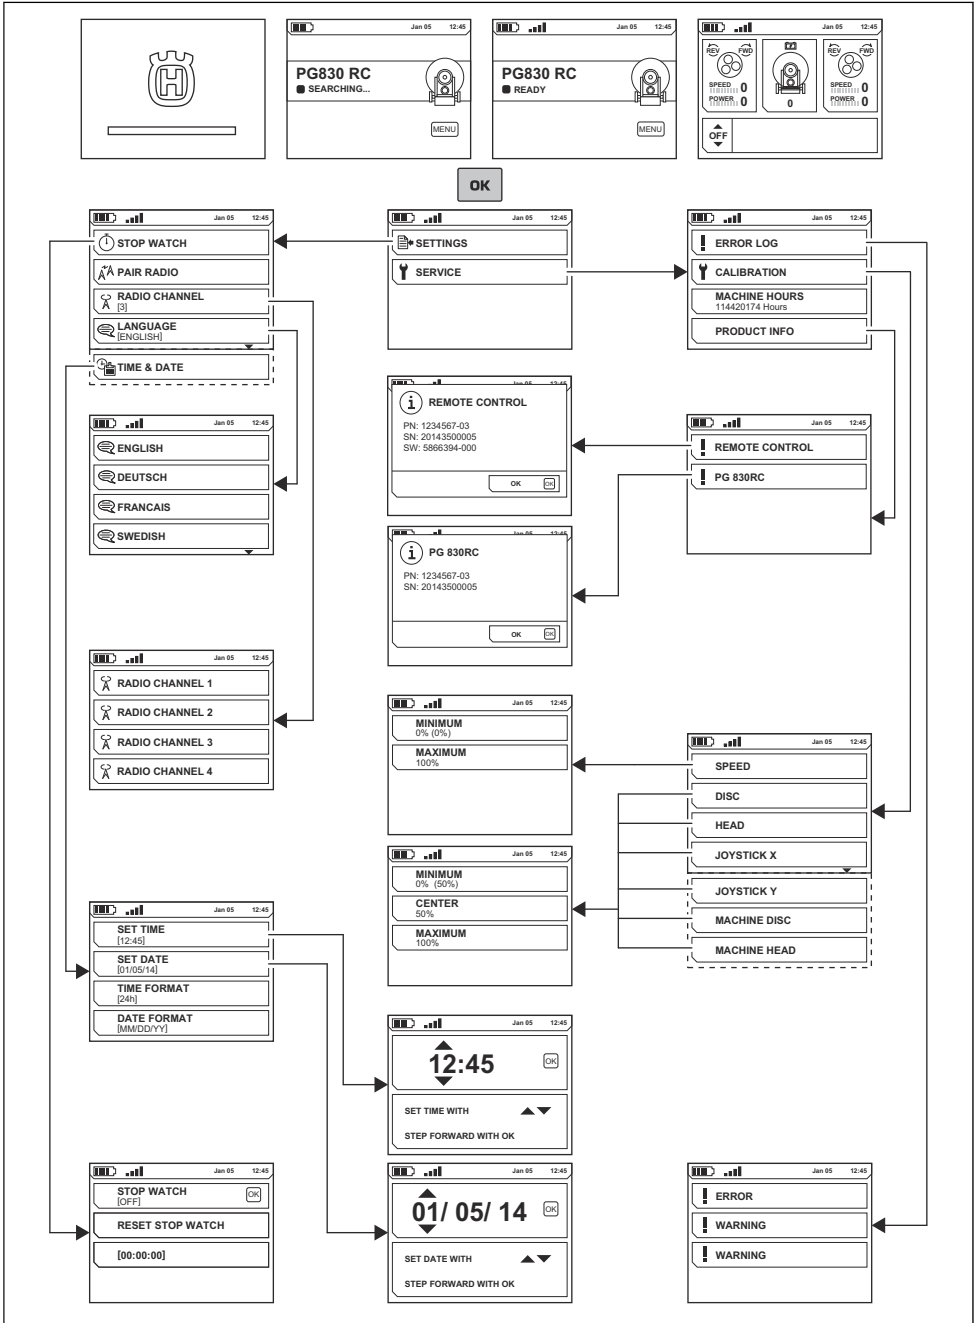 H
Jan 05 12:45
PG830 RC
SEARCHING...
MENU
Jan 05 12:45
PG830 RC
READY
MENU
REV FWD
SPEED 0
POWER 0
0
REV FWD
SPEED 0
POWER 0
OFF
OK
Jan 05 12:45
STOP WATCH
PAIR RADIO
RADIO CHANNEL
[3]
LANGUAGE
[ENGLISH]
TIME & DATE
Jan 05 12:45
SETTINGS
SERVICE
Jan 05 12:45
ERROR LOG
CALIBRATION
MACHINE HOURS
114420174 Hours
PRODUCT INFO
Jan 05 12:45
ENGLISH
DEUTSCH
FRANCAIS
SWEDISH
Jan 05 12:45
i REMOTE CONTROL
PN: 1234567-03
SN: 20143500005
SW: 5866394-000
OK OK
Jan 05 12:45
REMOTE CONTROL
PG 830RC
12:45
i PG 830RC
PN: 1234567-03
SN: 20143500005
OK OK
Jan 05 12:45
RADIO CHANNEL 1
RADIO CHANNEL 2
RADIO CHANNEL 3
RADIO CHANNEL 4
Jan 05 12:45
MINIMUM
0% (0%)
MAXIMUM
100%
Jan 05 12:45
SPEED
DISC
HEAD
JOYSTICK X
JOYSTICK Y
MACHINE DISC
MACHINE HEAD
Jan 05 12:45
MINIMUM
0% (50%)
CENTER
50%
MAXIMUM
100%
Jan 05 12:45
SET TIME
[12:45]
SET DATE
[01/05/14]
TIME FORMAT
[24h]
DATE FORMAT
[MM/DD/YY]
Jan 05 12:45
12:45 OK
SET TIME WITH
STEP FORWARD WITH OK
Jan 05 12:45
STOP WATCH OK
[OFF]
RESET STOP WATCH
[00:00:00]
Jan 05 12:45
01/ 05/ 14 OK
SET DATE WITH
STEP FORWARD WITH OK
Jan 05 12:45
ERROR
WARNING
WARNING